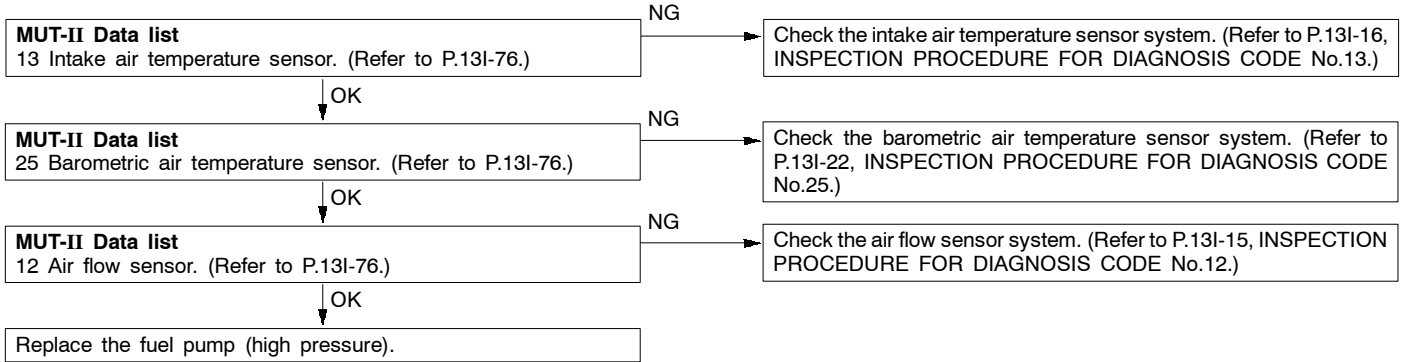 NG
MUT-II Data list
13 Intake air temperature sensor. (Refer to P.13I-76.)
Check the intake air temperature sensor system. (Refer to P.13I-16,
INSPECTION PROCEDURE FOR DIAGNOSIS CODE No.13.)
OK
NG
MUT-II Data list
25 Barometric air temperature sensor. (Refer to P.13I-76.)
Check the barometric air temperature sensor system. (Refer to
P.13I-22, INSPECTION PROCEDURE FOR DIAGNOSIS CODE
No.25.)
OK
NG
MUT-II Data list
12 Air flow sensor. (Refer to P.13I-76.)
Check the air flow sensor system. (Refer to P.13I-15, INSPECTION
PROCEDURE FOR DIAGNOSIS CODE No.12.)
OK
Replace the fuel pump (high pressure).